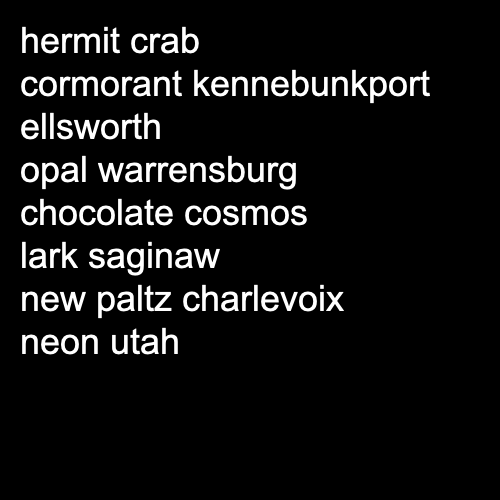 hermit crab
cormorant kennebunkport
ellsworth
opal warrensburg
chocolate cosmos
lark saginaw
new paltz charlevoix
neon utah